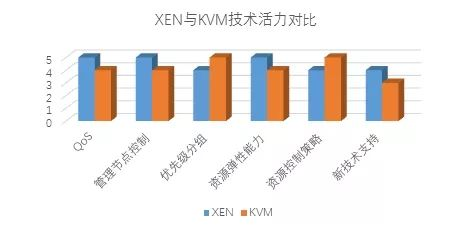 XEN与KVM技术活力对比
5
4
3
2
1
0
QoS
管理节点控制
优先级分组
资源弹性能力
资源控制策略
新技术支持
XEN KVM